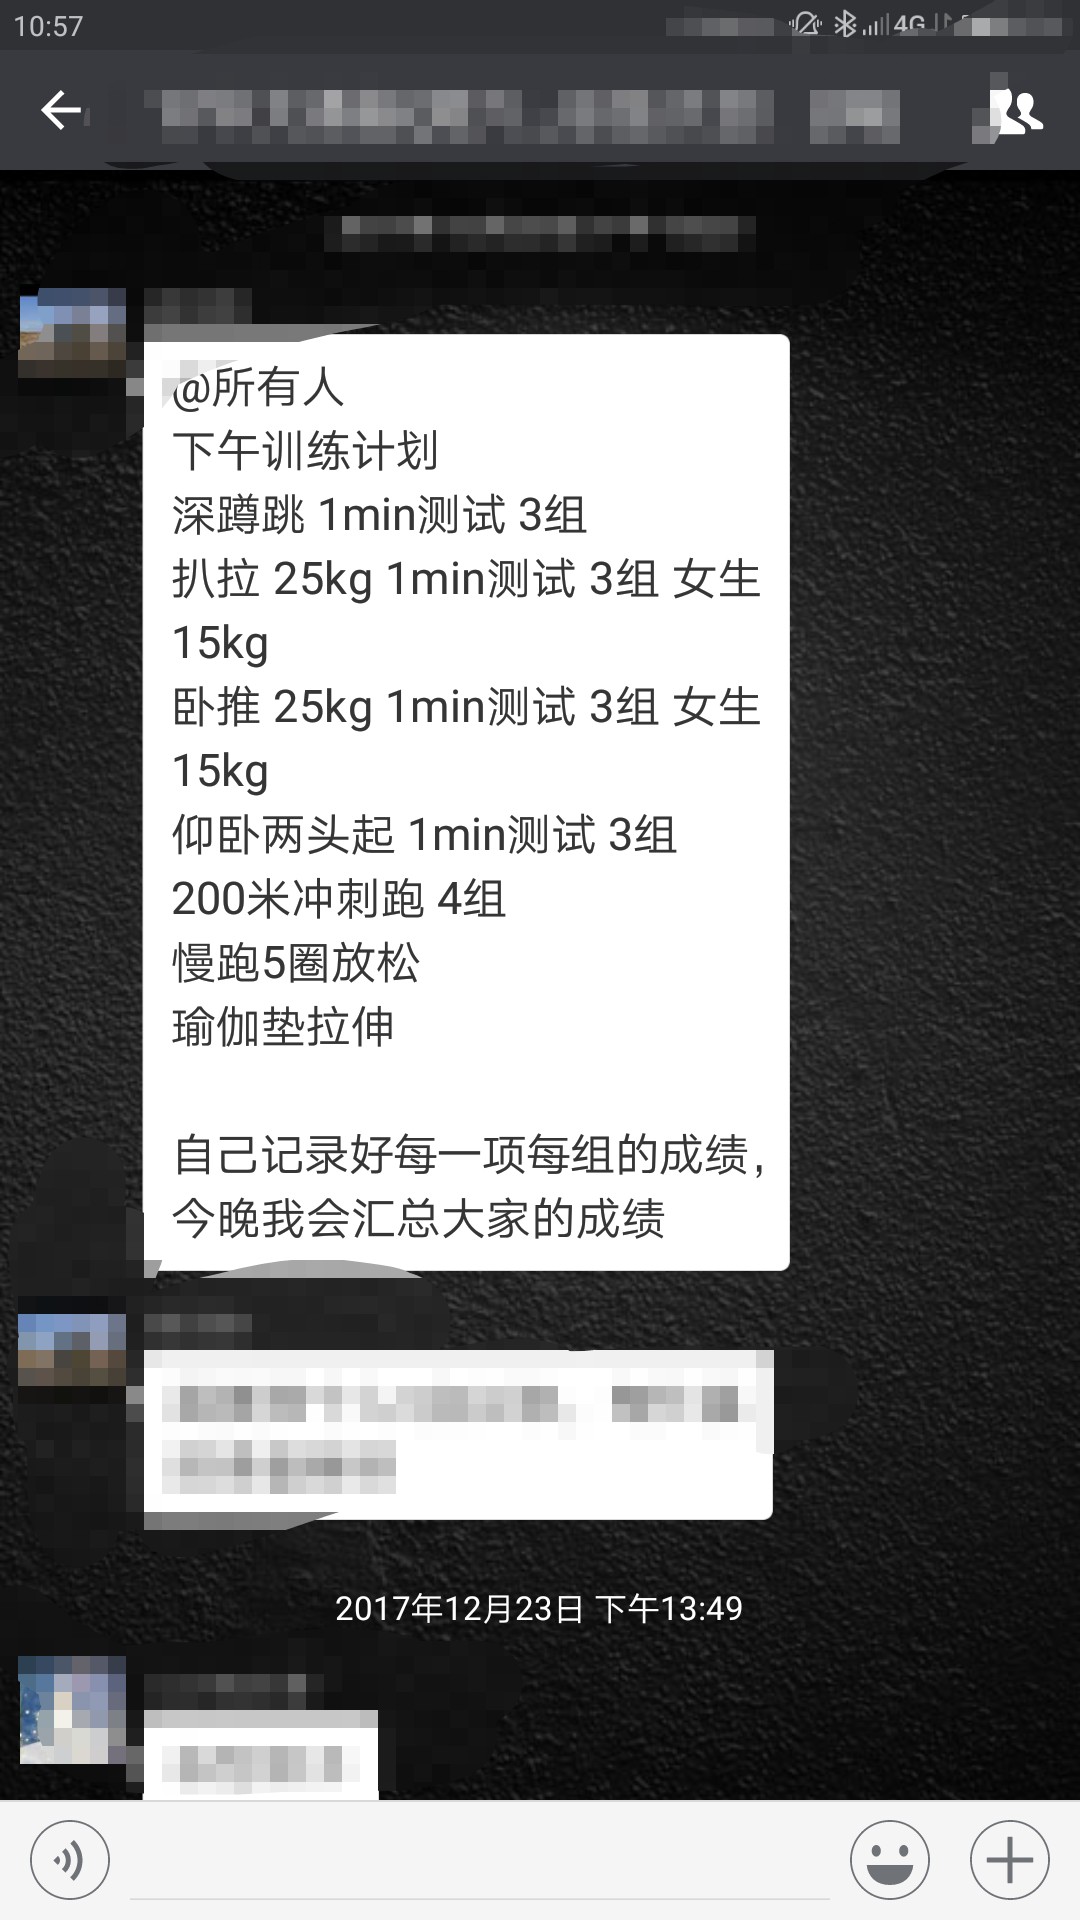 10:57
4G
@所有人
下午训练计划
深蹲跳 1min测试 3组
扒拉 25kg 1min测试 3组 女生
15kg
卧推 25kg 1min测试 3组 女生
15kg
仰卧两头起 1min测试 3组
200米冲刺跑 4组
慢跑5圈放松
瑜伽垫拉伸
自己记录好每一项每组的成绩，
今晚我会汇总大家的成绩
2017年12月23日 下午13:49